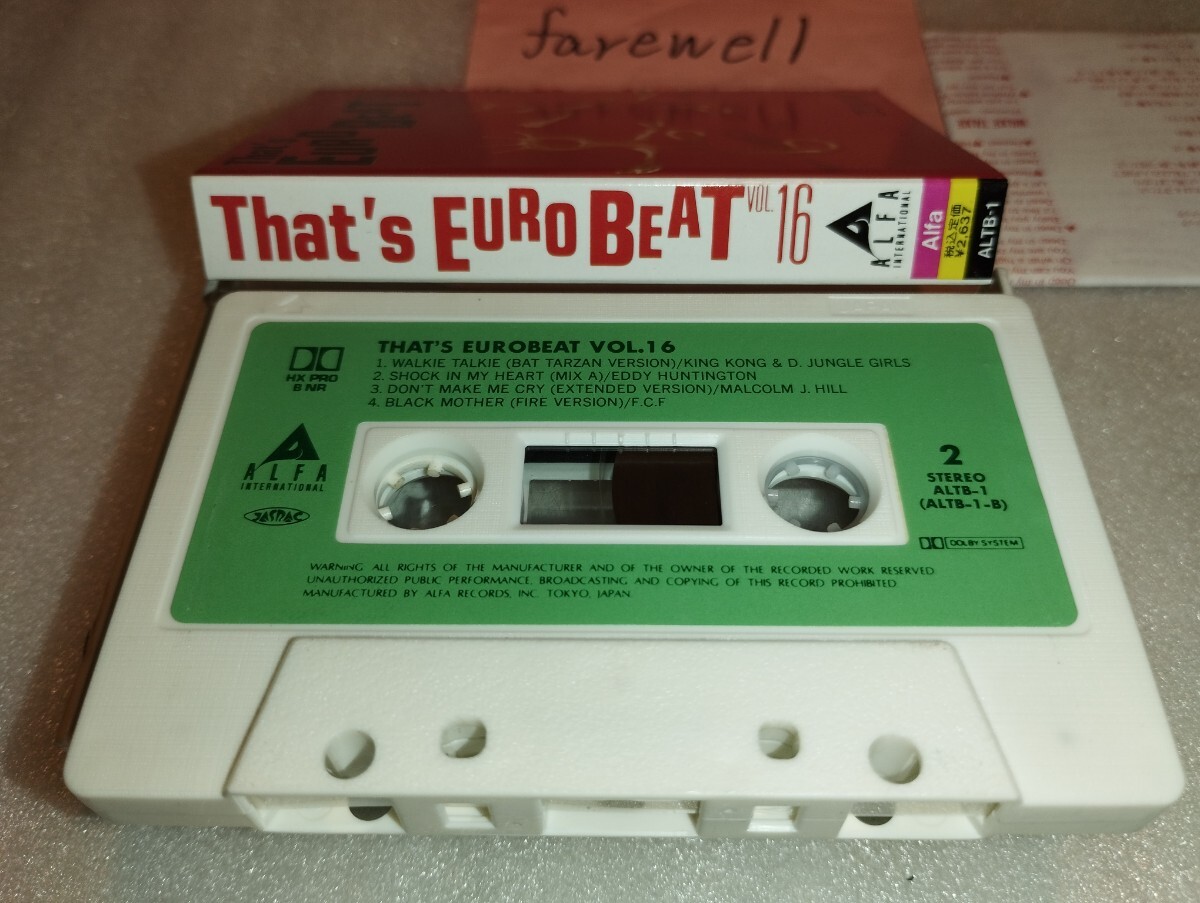 farewell
That's EUROBEAT VOL. 16
ALFA
INTERNATIONAL
Alfa
税込定価
¥2,637
ALTB-1
HX PRO
B NR
THAT'S EUROBEAT VOL.16
1. WALKIE TALKIE (BAT TARZAN VERSION)/KING KONG & D. JUNGLE GIRLS
2. SHOCK IN MY HEART (MIX A)/EDDY HUNTINGTON
3. DON'T MAKE ME CRY (EXTENDED VERSION)/MALCOLM J. HILL
4. BLACK MOTHER (FIRE VERSION)/F.C.F
ALFA
INTERNATIONAL
JASRAC
2
STEREO
ALTB-1
(ALTB-1-B)
DOLBY SYSTEM
WARNING. ALL RIGHTS OF THE MANUFACTURER AND OF THE OWNER OF THE RECORDED WORK RESERVED.
UNAUTHORIZED PUBLIC PERFORMANCE, BROADCASTING AND COPYING OF THIS RECORD PROHIBITED.
MANUFACTURED BY ALFA RECORDS, INC. TOKYO, JAPAN.